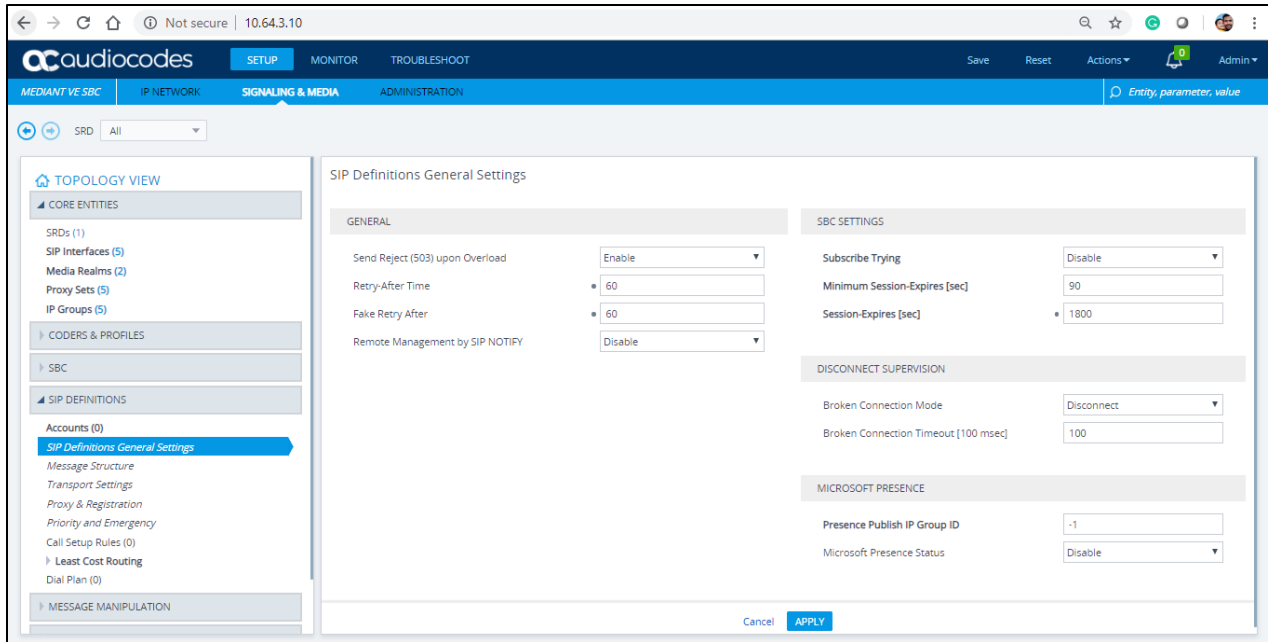 Not secure | 10.64.3.10
audiocodes SETUP MONITOR TROUBLESHOOT Save Reset Actions 0 Admin
MEDIANT VE SBC IP NETWORK SIGNALING & MEDIA ADMINISTRATION Entity, parameter, value
SRD All
TOPOLOGY VIEW
CORE ENTITIES
SRDs (1)
SIP Interfaces (5)
Media Realms (2)
Proxy Sets (5)
IP Groups (5)
CODERS & PROFILES
SBC
SIP DEFINITIONS
Accounts (0)
SIP Definitions General Settings
Message Structure
Transport Settings
Proxy & Registration
Priority and Emergency
Call Setup Rules (0)
Least Cost Routing
Dial Plan (0)
MESSAGE MANIPULATION
SIP Definitions General Settings
GENERAL
Send Reject (503) upon Overload Enable
Retry-After Time 60
Fake Retry After 60
Remote Management by SIP NOTIFY Disable
SBC SETTINGS
Subscribe Trying Disable
Minimum Session-Expires [sec] 90
Session-Expires [sec] 1800
DISCONNECT SUPERVISION
Broken Connection Mode Disconnect
Broken Connection Timeout [100 msec] 100
MICROSOFT PRESENCE
Presence Publish IP Group ID -1
Microsoft Presence Status Disable
Cancel APPLY